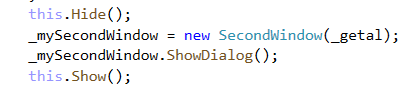 this.Hide();
_mySecondWindow = new SecondWindow(_getal);
_mySecondWindow.ShowDialog();
this.Show();